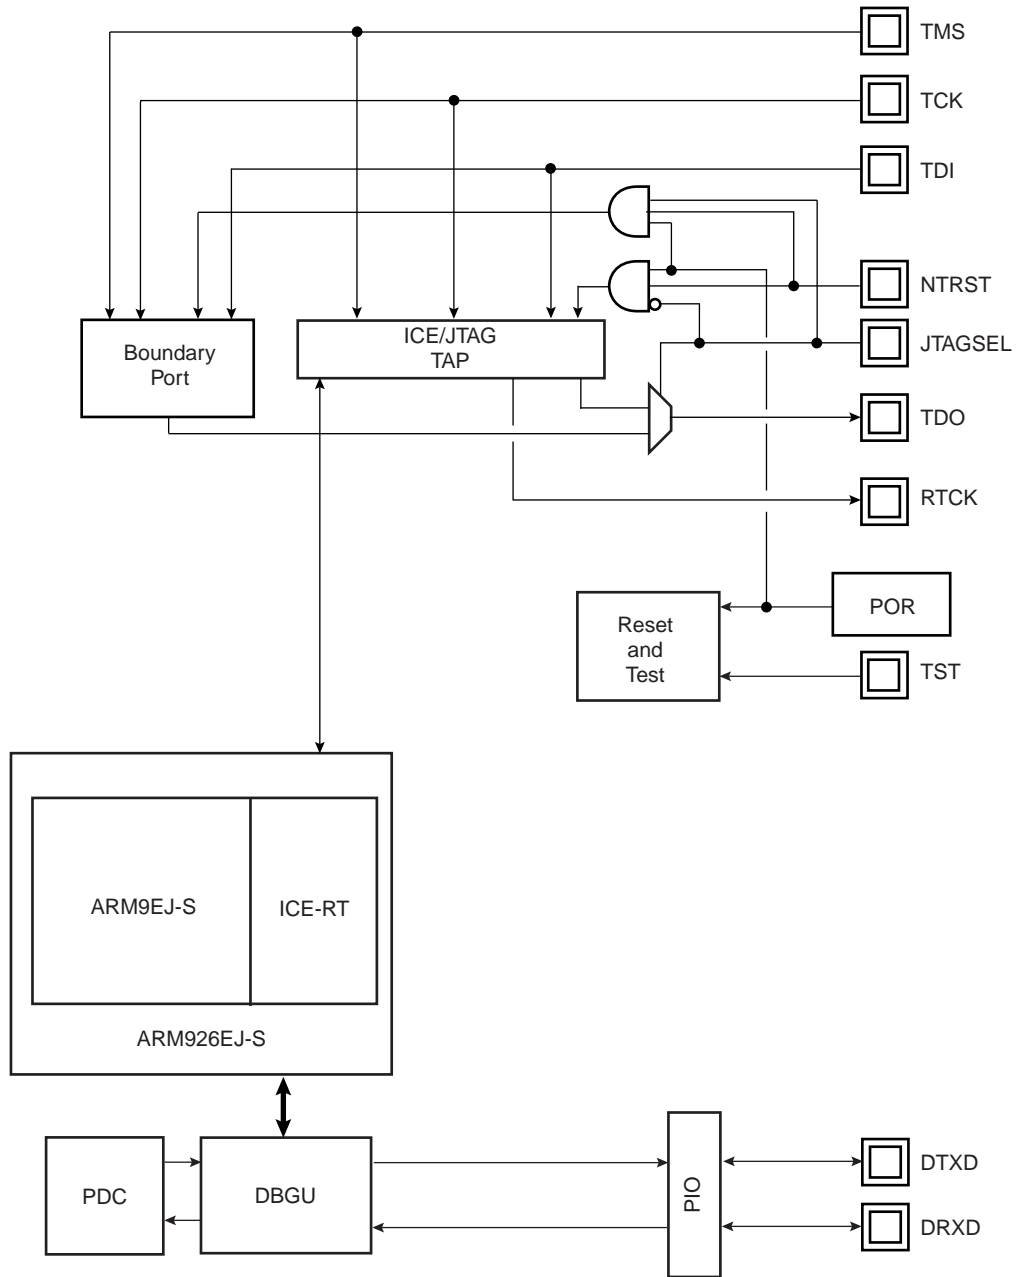 TMS
TCK
TDI
NTRST
ICE/JTAG
TAP
Boundary
Port
JTAGSEL
TDO
RTCK
POR
Reset
and
Test
TST
ARM9EJ-S
ICE-RT
ARM926EJ-S
PDC
DBGU
PIO
DTXD
DRXD